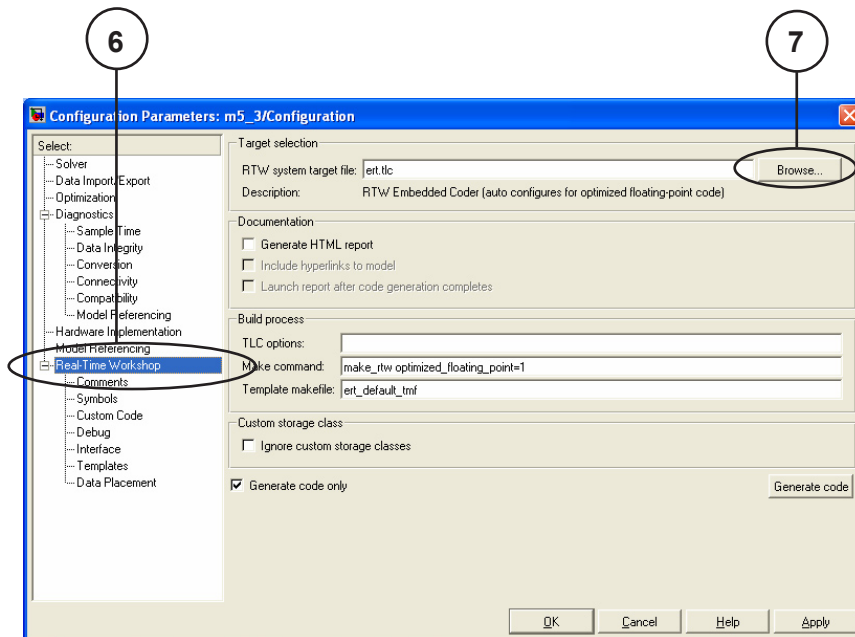 6
7
Configuration Parameters: m5_3/Configuration
Select:
Solver
Data Import/Export
Optimization
Diagnostics
Sample Time
Data Integrity
Conversion
Connectivity
Compatibility
Model Referencing
Hardware Implementation
Model Referencing
Real-Time Workshop
Comments
Symbols
Custom Code
Debug
Interface
Templates
Data Placement
Target selection
RTW system target file: ert.tlc Browse...
Description: RTW Embedded Coder (auto configures for optimized floating-point code)
Documentation
Generate HTML report
Include hyperlinks to model
Launch report after code generation completes
Build process
TLC options:
Make command: make_rtw optimized_floating_point=1
Template makefile: ert_default_tmf
Custom storage class
Ignore custom storage classes
Generate code only Generate code
OK Cancel Help Apply